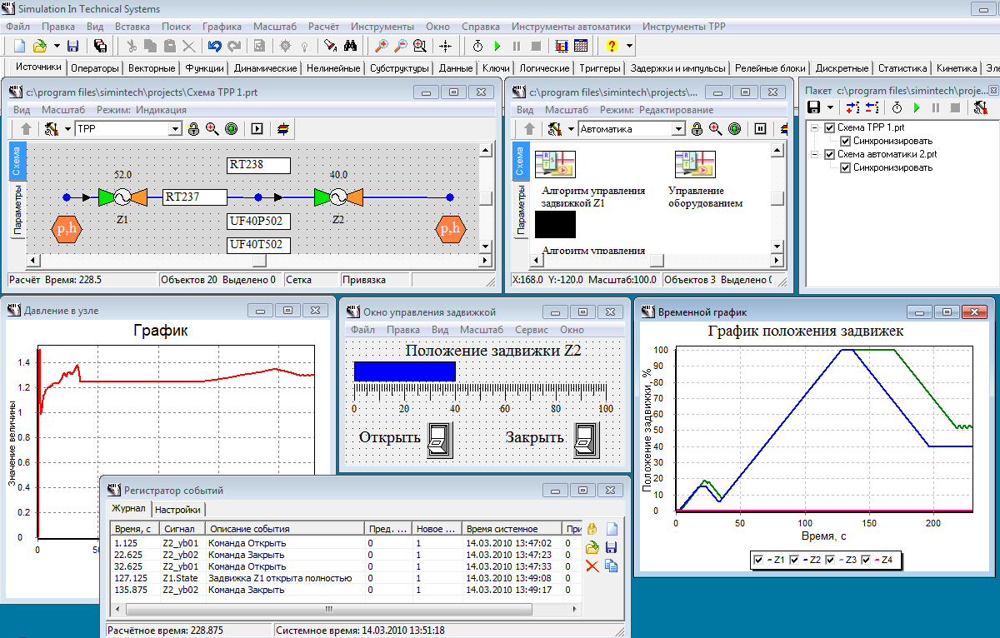 Simulation In Technical Systems
Файл Правка Вид Вставка Поиск Графика Масштаб Расчёт Инструменты Окно Справка Инструменты автоматики Инструменты ТРР
Источники Операторы Векторные Функции Динамические Нелинейные Субструктуры Данные Ключи Логические Триггеры Задержки и импульсы Релейные блоки Дискретные Статистика Кинетика Эле
c:\program files\simintech\projects\Схема ТРР 1.prt
Вид Масштаб Режим: Индикация
ТРР
Схема
Параметры
RT238
52.0
40.0
RT237
Z1
Z2
UF40P502
UF40T502
p,h
p,h
Расчёт Время: 228.5 Объектов 20 Выделено 0 Сетка Привязка
c:\program files\simintech\projects\...
Вид Масштаб Режим: Редактирование
Автоматика
Схема
Параметры
Алгоритм управления
задвижкой Z1
Управление
оборудованием
Алгоритм управления
X:168.0 Y:-120.0 Масштаб:100.0 Объектов 3 Выделено 0
Пакет c:\program files\simintech\proje...
Схема ТРР 1.prt
Синхронизировать
Схема автоматики 2.prt
Синхронизировать
Давление в узле
График
Значение величины
1.4
1.2
1
0.8
0.6
0.4
0.2
0
0 50
Окно управления задвижкой
Файл Правка Вид Масштаб Сервис Окно
Положение задвижки Z2
0 20 40 60 80 100
Открыть Закрыть
Временной график
График положения задвижек
Положение задвижки, %
100
90
80
70
60
50
40
30
20
10
0
0 50 100 150 200
Время, с
Z1 Z2 Z3 Z4
Регистратор событий
Журнал Настройки
Время, с Сигнал Описание события Пред. ... Новое ... Время системное При
1.125 Z2_yb01 Команда Открыть 0 1 14.03.2010 13:47:02 0
22.625 Z2_yb02 Команда Закрыть 0 1 14.03.2010 13:47:23 0
32.625 Z2_yb01 Команда Открыть 0 1 14.03.2010 13:47:33 0
127.125 Z1.State Задвижка Z1 открыта полностью 0 1 14.03.2010 13:49:08 0
135.875 Z2_yb02 Команда Закрыть 0 1 14.03.2010 13:49:17 0
Расчётное время: 228.875 Системное время: 14.03.2010 13:51:18